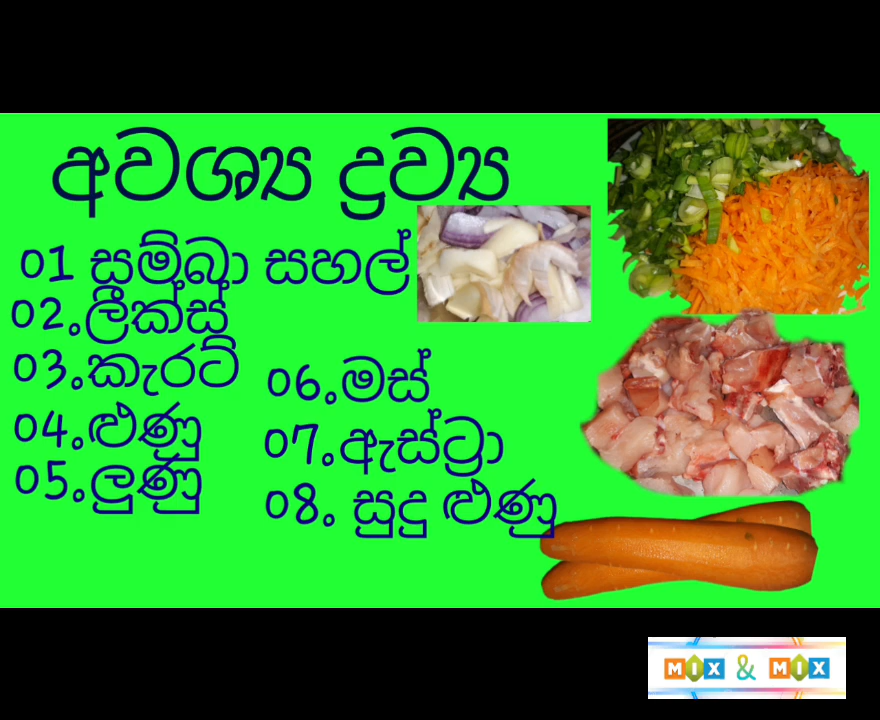 අවශ්‍ය ද්‍රව්‍ය
01 සම්බා සහල්
02.ලීක්ස්
03.කැරට්
04.ළුණු
05.ලුණු
06.මස්
07.ඇස්ට්‍රා
08. සුදු ළුණු
MIX & MIX